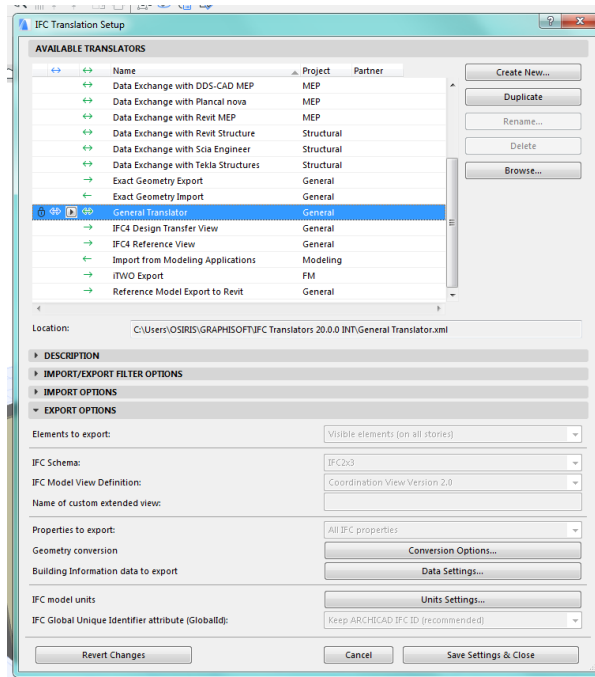 IFC Translation Setup
AVAILABLE TRANSLATORS
Name Project Partner
Create New...
Data Exchange with DDS-CAD MEP MEP
Data Exchange with Plancal nova MEP
Duplicate
Data Exchange with Revit MEP MEP
Rename...
Data Exchange with Revit Structure Structural
Data Exchange with Scia Engineer Structural
Delete
Data Exchange with Tekla Structures Structural
Browse...
Exact Geometry Export General
Exact Geometry Import General
General Translator General
IFC4 Design Transfer View General
IFC4 Reference View General
Import from Modeling Applications Modeling
iTWO Export FM
Reference Model Export to Revit General
Location: C:\Users\OSIRIS\GRAPHISOFT\IFC Translators 20.0.0 INT\General Translator.xml
DESCRIPTION
IMPORT/EXPORT FILTER OPTIONS
IMPORT OPTIONS
EXPORT OPTIONS
Elements to export: Visible elements (on all stories)
IFC Schema: IFC2x3
IFC Model View Definition: Coordination View Version 2.0
Name of custom extended view:
Properties to export: All IFC properties
Geometry conversion Conversion Options...
Building Information data to export Data Settings...
IFC model units Units Settings...
IFC Global Unique Identifier attribute (GlobalId): Keep ARCHICAD IFC ID (recommended)
Revert Changes Cancel Save Settings & Close